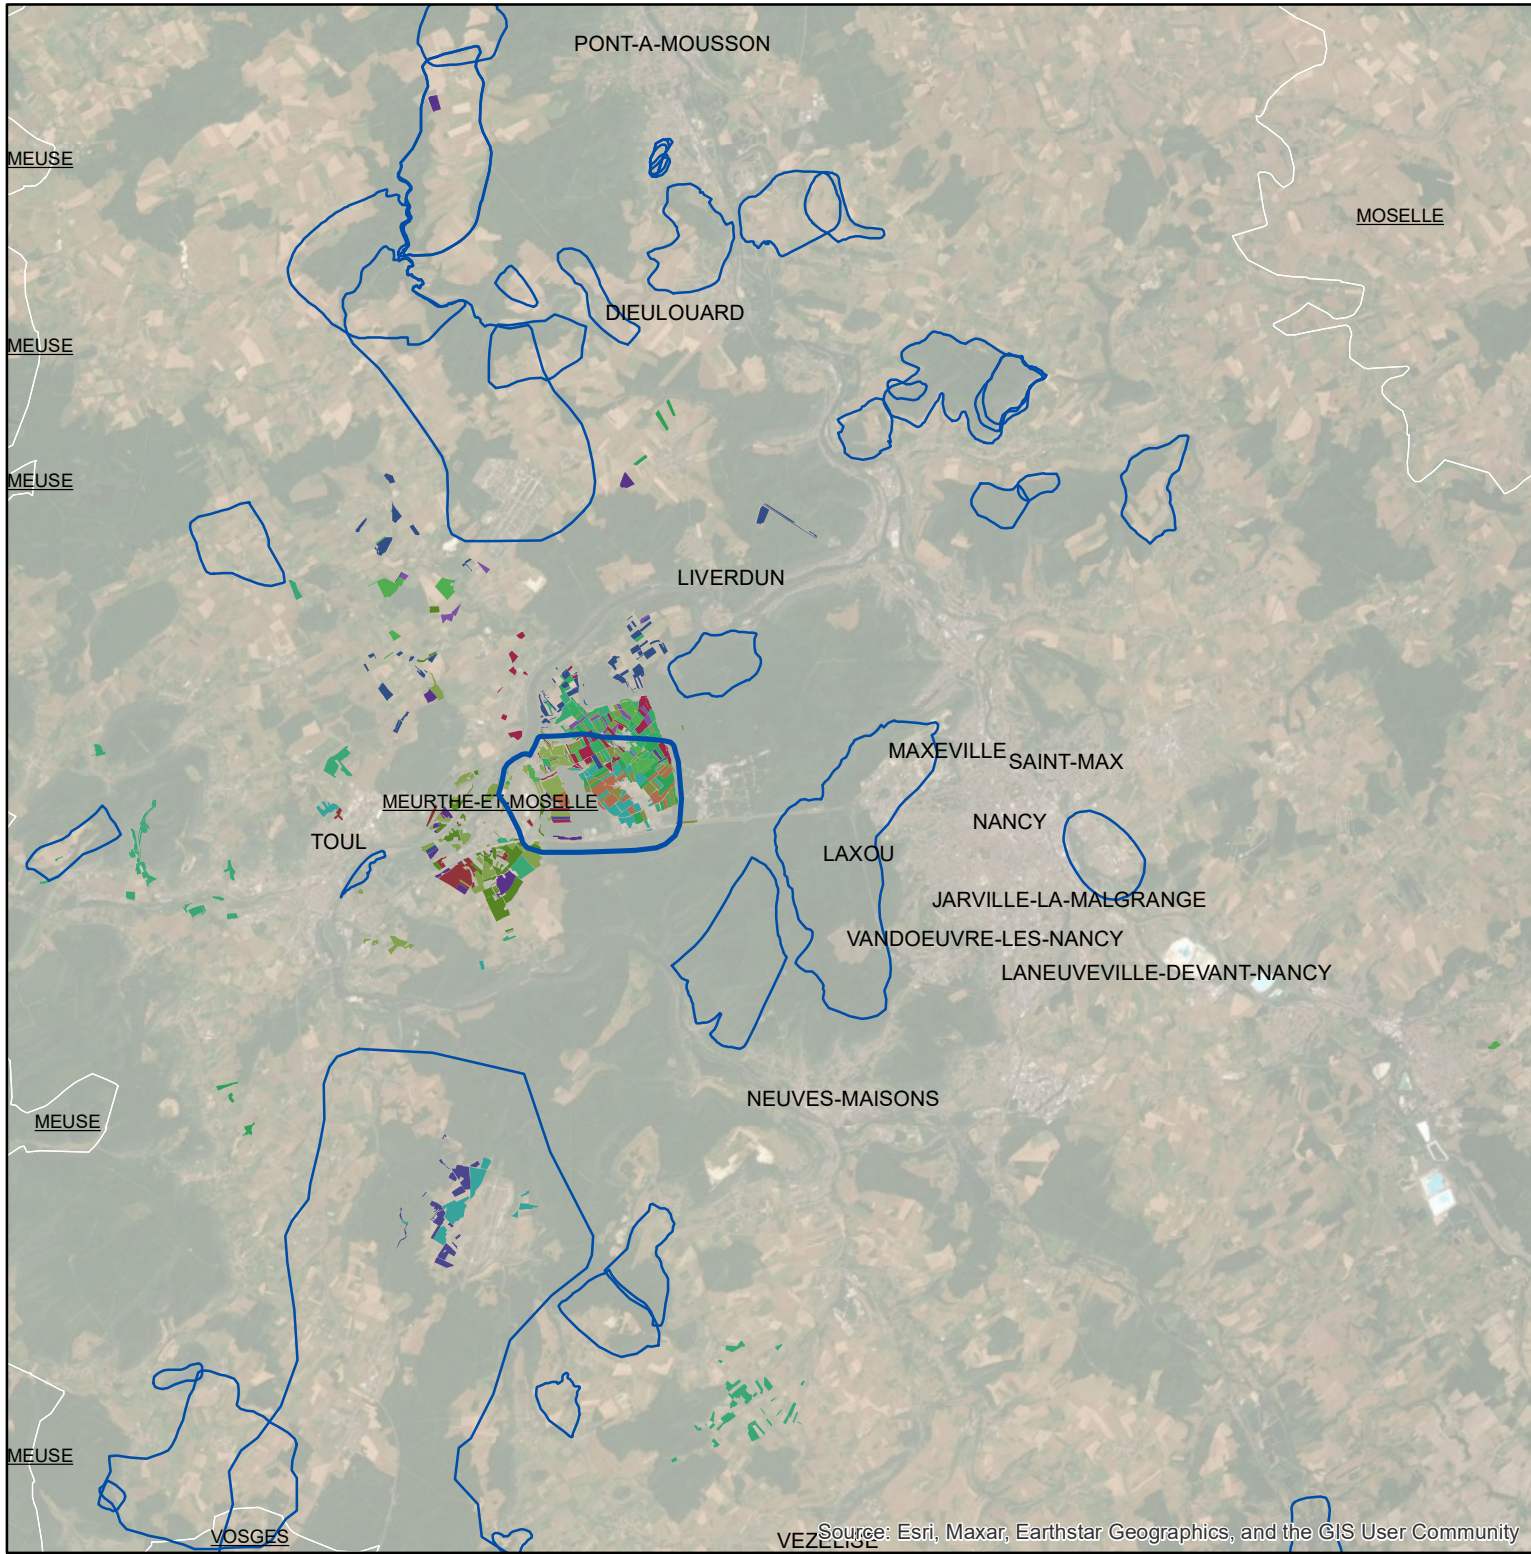 PONT-A-MOUSSON
MEUSE
MOSELLE
DIEULOUARD
MEUSE
MEUSE
LIVERDUN
MAXEVILLE
SAINT-MAX
MEURTHE-ET-MOSELLE
NANCY
TOUL
LAXOU
JARVILLE-LA-MALGRANGE
VANDOEUVRE-LES-NANCY
LANEUVEVILLE-DEVANT-NANCY
NEUVES-MAISONS
MEUSE
MEUSE
VOSGES
VEZELISE
Source: Esri, Maxar, Earthstar Geographics, and the GIS User Community